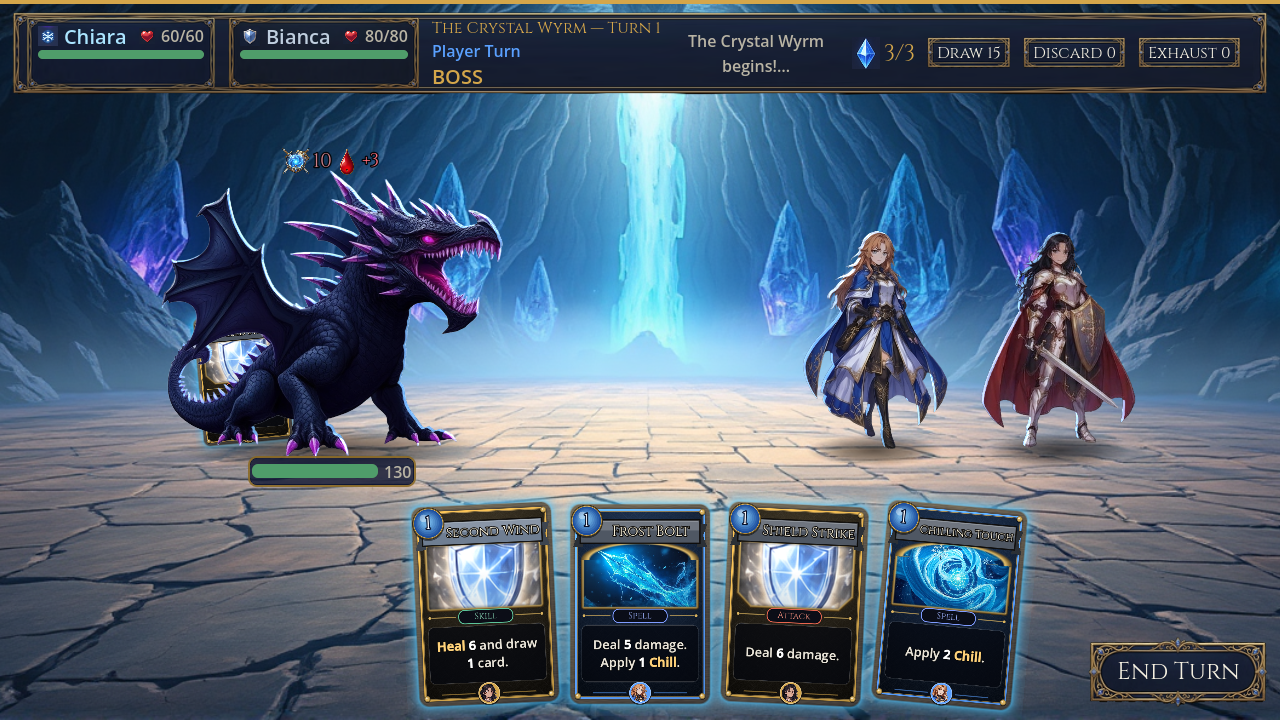 Chiara 60/60
Bianca 80/80
The Crystal Wyrm — Turn 1
Player Turn
BOSS
The Crystal Wyrm
begins!...
3/3
Draw 15
Discard 0
Exhaust 0
10 +3
130
1 Second Wind
Skill
Heal 6 and draw
1 card.
1 Frost Bolt
Spell
Deal 5 damage.
Apply 1 Chill.
1 Shield Strike
Attack
Deal 6 damage.
1 Chilling Touch
Spell
Apply 2 Chill.
End Turn